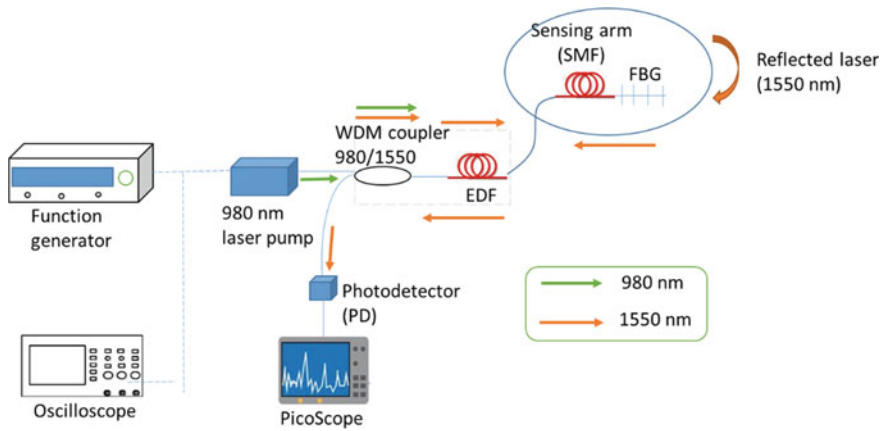 Sensing arm
(SMF)
FBG
Reflected laser
(1550 nm)
WDM coupler
980/1550
EDF
Function
generator
980 nm
laser pump
Photodetector
(PD)
980 nm
1550 nm
Oscilloscope
PicoScope